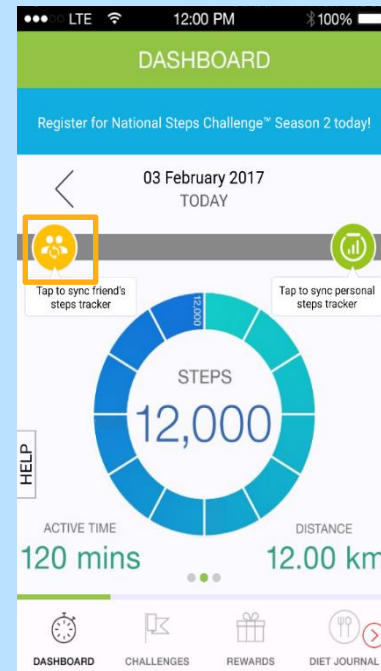 LTE 12:00 PM 100%
DASHBOARD
Register for National Steps Challenge™ Season 2 today!
03 February 2017
TODAY
Tap to sync friend's
steps tracker
Tap to sync personal
steps tracker
12,000
STEPS
12,000
HELP
ACTIVE TIME
120 mins
DISTANCE
12.00 km
DASHBOARD
CHALLENGES
REWARDS
DIET JOURNAL